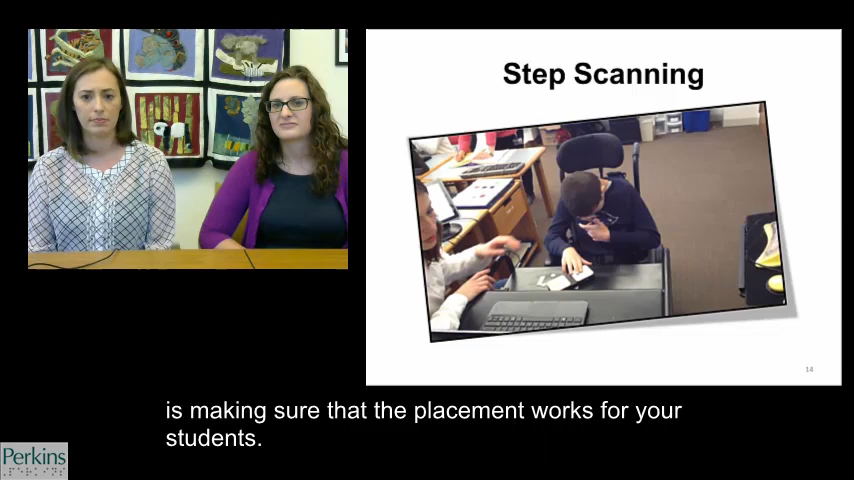 Step Scanning
14
is making sure that the placement works for your
students.
Perkins